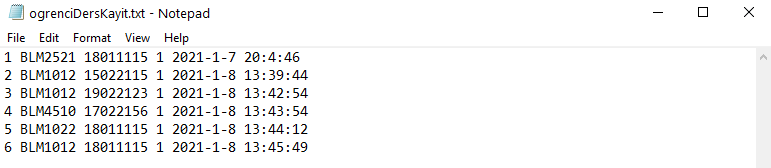 ogrenciDersKayit.txt - Notepad
File Edit Format View Help
1 BLM2521 18011115 1 2021-1-7 20:4:46
2 BLM1012 15022115 1 2021-1-8 13:39:44
3 BLM1012 19022123 1 2021-1-8 13:42:54
4 BLM4510 17022156 1 2021-1-8 13:43:54
5 BLM1022 18011115 1 2021-1-8 13:44:12
6 BLM1012 18011115 1 2021-1-8 13:45:49